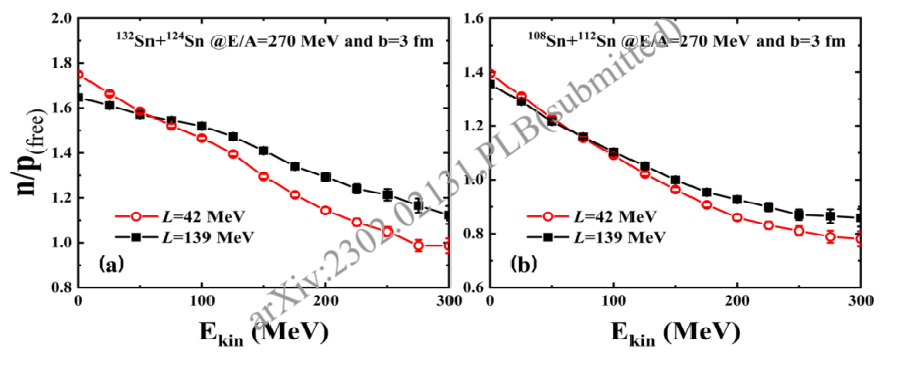 (a)
(b)
2.0
1.8
1.6
1.4
1.2
1.0
0.8
n/p(free)
¹³²Sn+¹²⁴Sn @E/A=270 MeV and b=3 fm
L=42 MeV
L=139 MeV
(a)
0
100
200
300
Eₖᵢₙ (MeV)
1.6
1.4
1.2
1.0
0.8
0.6
¹⁰⁸Sn+¹¹²Sn @E/A=270 MeV and b=3 fm
L=42 MeV
L=139 MeV
(b)
0
100
200
300
Eₖᵢₙ (MeV)
arXiv:2302.02131,PLB(submitted)